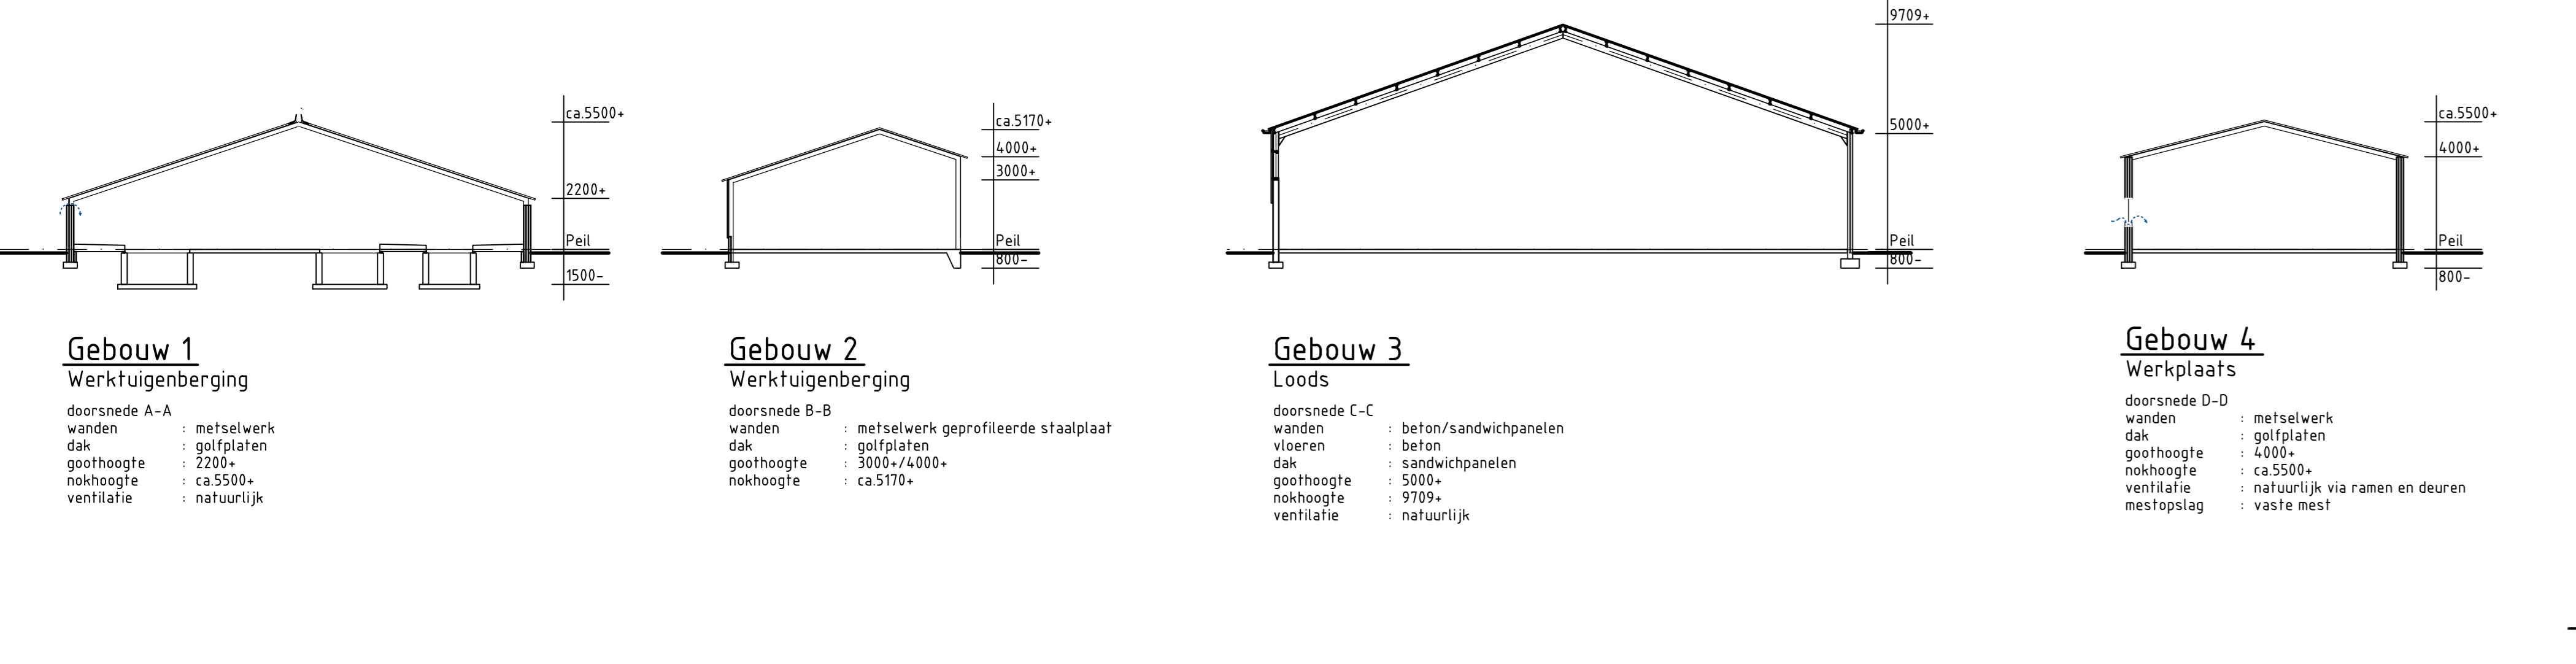 ca.5500+
2200+
Peil
1500-
Gebouw 1
Werktuigenberging
doorsnede A-A
wanden : metselwerk
dak : golfplaten
goothoogte : 2200+
nokhoogte : ca.5500+
ventilatie : natuurlijk
ca.5170+
4000+
3000+
Peil
800-
Gebouw 2
Werktuigenberging
doorsnede B-B
wanden : metselwerk geprofileerde staalplaat
dak : golfplaten
goothoogte : 3000+/4000+
nokhoogte : ca.5170+
9709+
5000+
Peil
800-
Gebouw 3
Loods
doorsnede C-C
wanden : beton/sandwichpanelen
vloeren : beton
dak : sandwichpanelen
goothoogte : 5000+
nokhoogte : 9709+
ventilatie : natuurlijk
ca.5500+
4000+
Peil
800-
Gebouw 4
Werkplaats
doorsnede D-D
wanden : metselwerk
dak : golfplaten
goothoogte : 4000+
nokhoogte : ca.5500+
ventilatie : natuurlijk via ramen en deuren
mestopslag : vaste mest